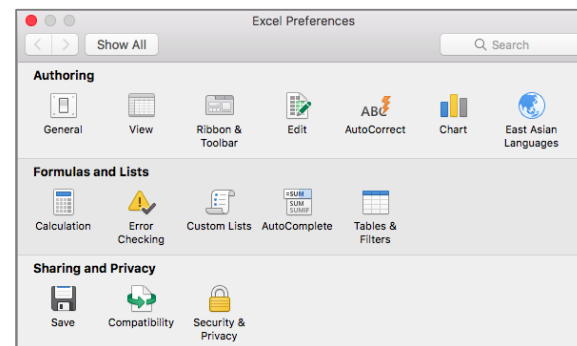 Excel Preferences
Show All
Search
Authoring
General View Ribbon & Toolbar Edit ABC AutoCorrect Chart East Asian Languages
Formulas and Lists
Calculation Error Checking Custom Lists =SUM SUM SUMIF AutoComplete Tables & Filters
Sharing and Privacy
Save Compatibility Security & Privacy